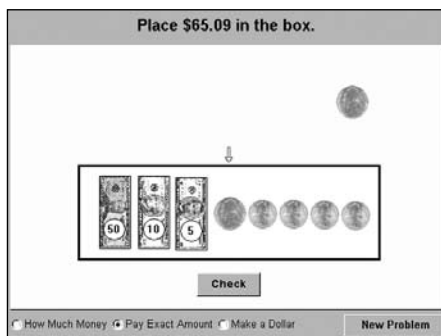 Place $65.09 in the box.
50 10 5
Check
How Much Money Pay Exact Amount Make a Dollar New Problem